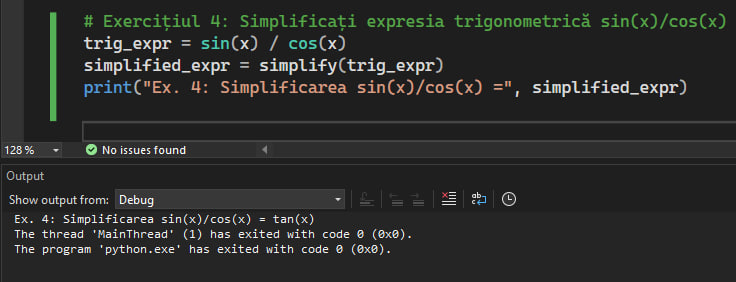 # Exercițiul 4: Simplificați expresia trigonometrică sin(x)/cos(x)
trig_expr = sin(x) / cos(x)
simplified_expr = simplify(trig_expr)
print("Ex. 4: Simplificarea sin(x)/cos(x) =", simplified_expr)
128 % No issues found
Output
Show output from: Debug
Ex. 4: Simplificarea sin(x)/cos(x) = tan(x)
The thread 'MainThread' (1) has exited with code 0 (0x0).
The program 'python.exe' has exited with code 0 (0x0).